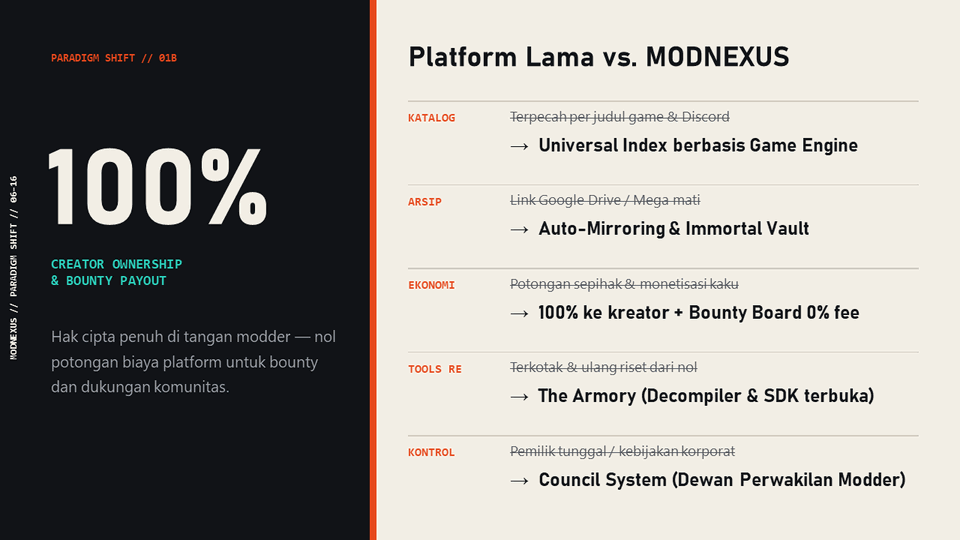 PARADIGM SHIFT // 01B
MODNEXUS // PARADIGM SHIFT // 06-16
100%
CREATOR OWNERSHIP
& BOUNTY PAYOUT
Hak cipta penuh di tangan modder — nol
potongan biaya platform untuk bounty
dan dukungan komunitas.
Platform Lama vs. MODNEXUS
KATALOG
Terpecah per judul game & Discord
→ Universal Index berbasis Game Engine
ARSIP
Link Google Drive / Mega mati
→ Auto-Mirroring & Immortal Vault
EKONOMI
Potongan sepihak & monetisasi kaku
→ 100% ke kreator + Bounty Board 0% fee
TOOLS RE
Terkotak & ulang riset dari nol
→ The Armory (Decompiler & SDK terbuka)
KONTROL
Pemilik tunggal / kebijakan korporat
→ Council System (Dewan Perwakilan Modder)